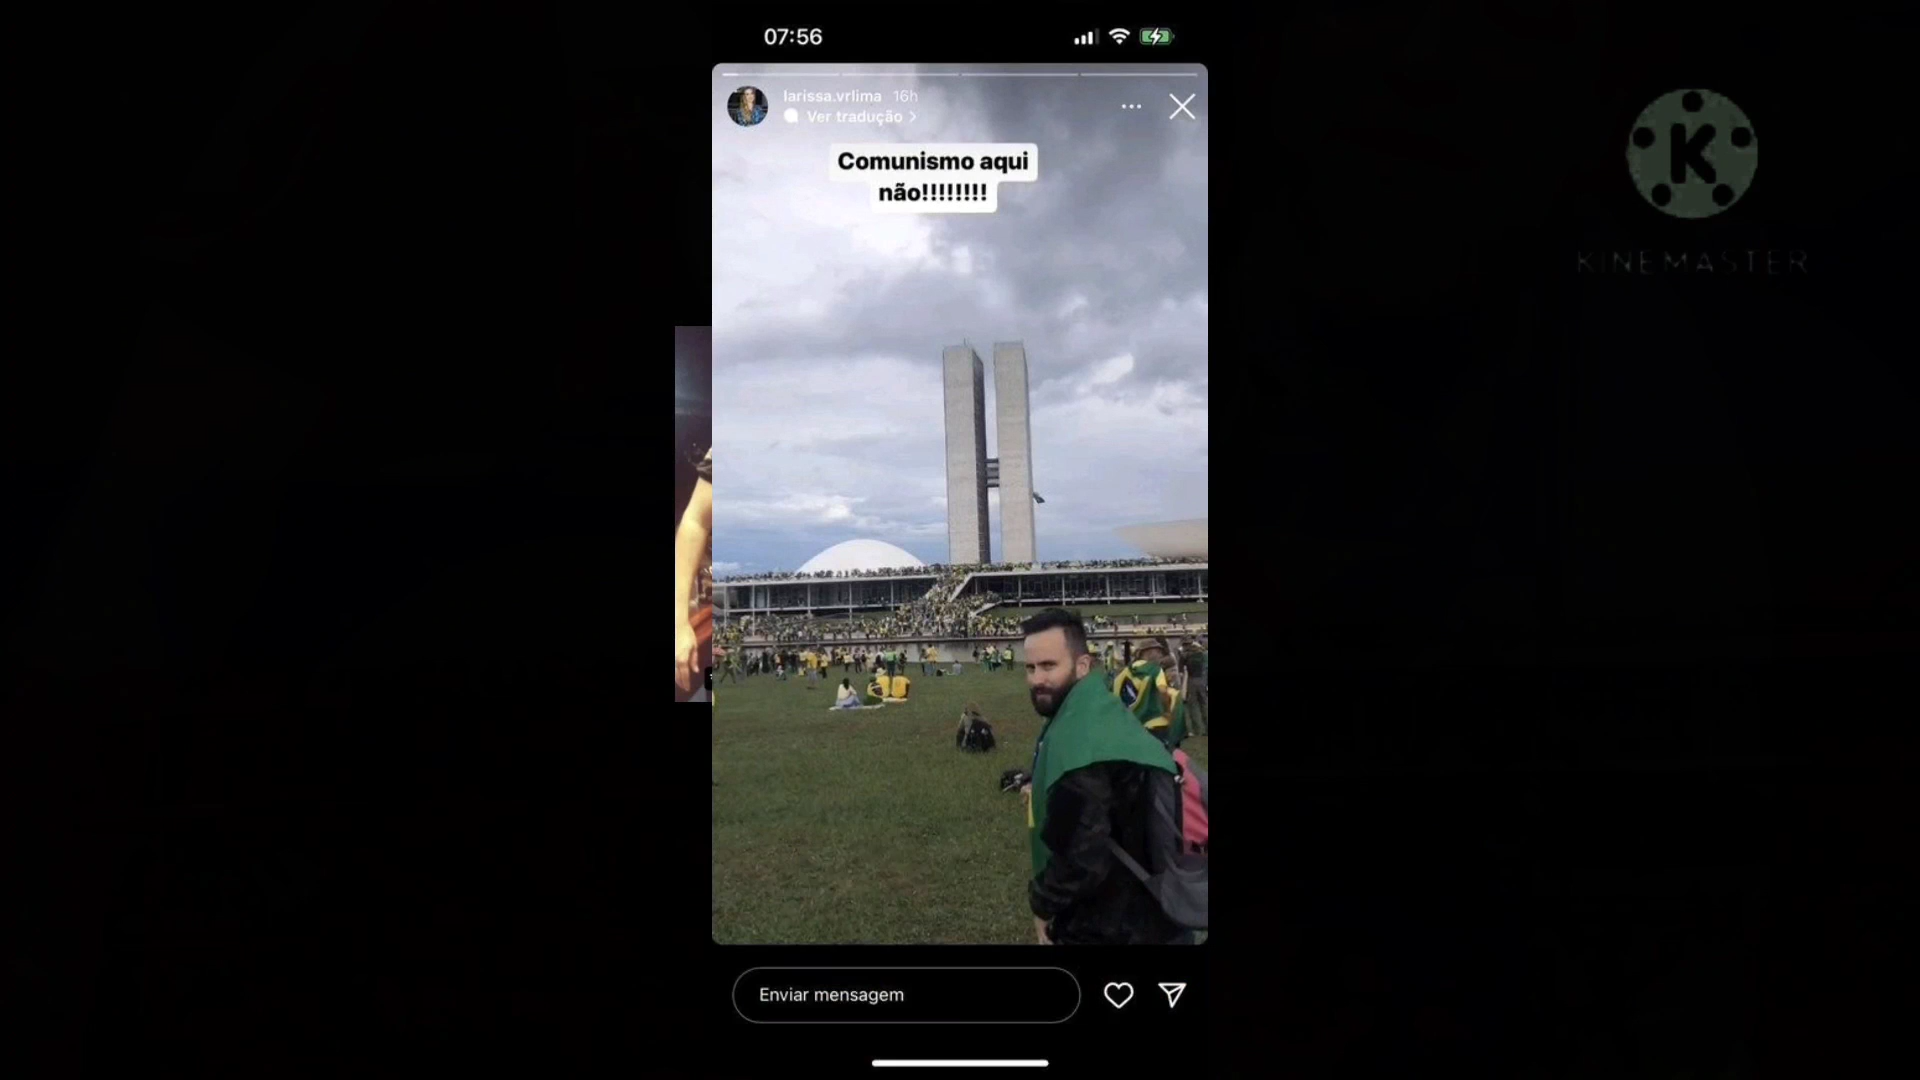 07:56
larissa.vrlima 16h
Ver tradução >
Comunismo aqui
não!!!!!!!!
K
KINEMASTER
Enviar mensagem